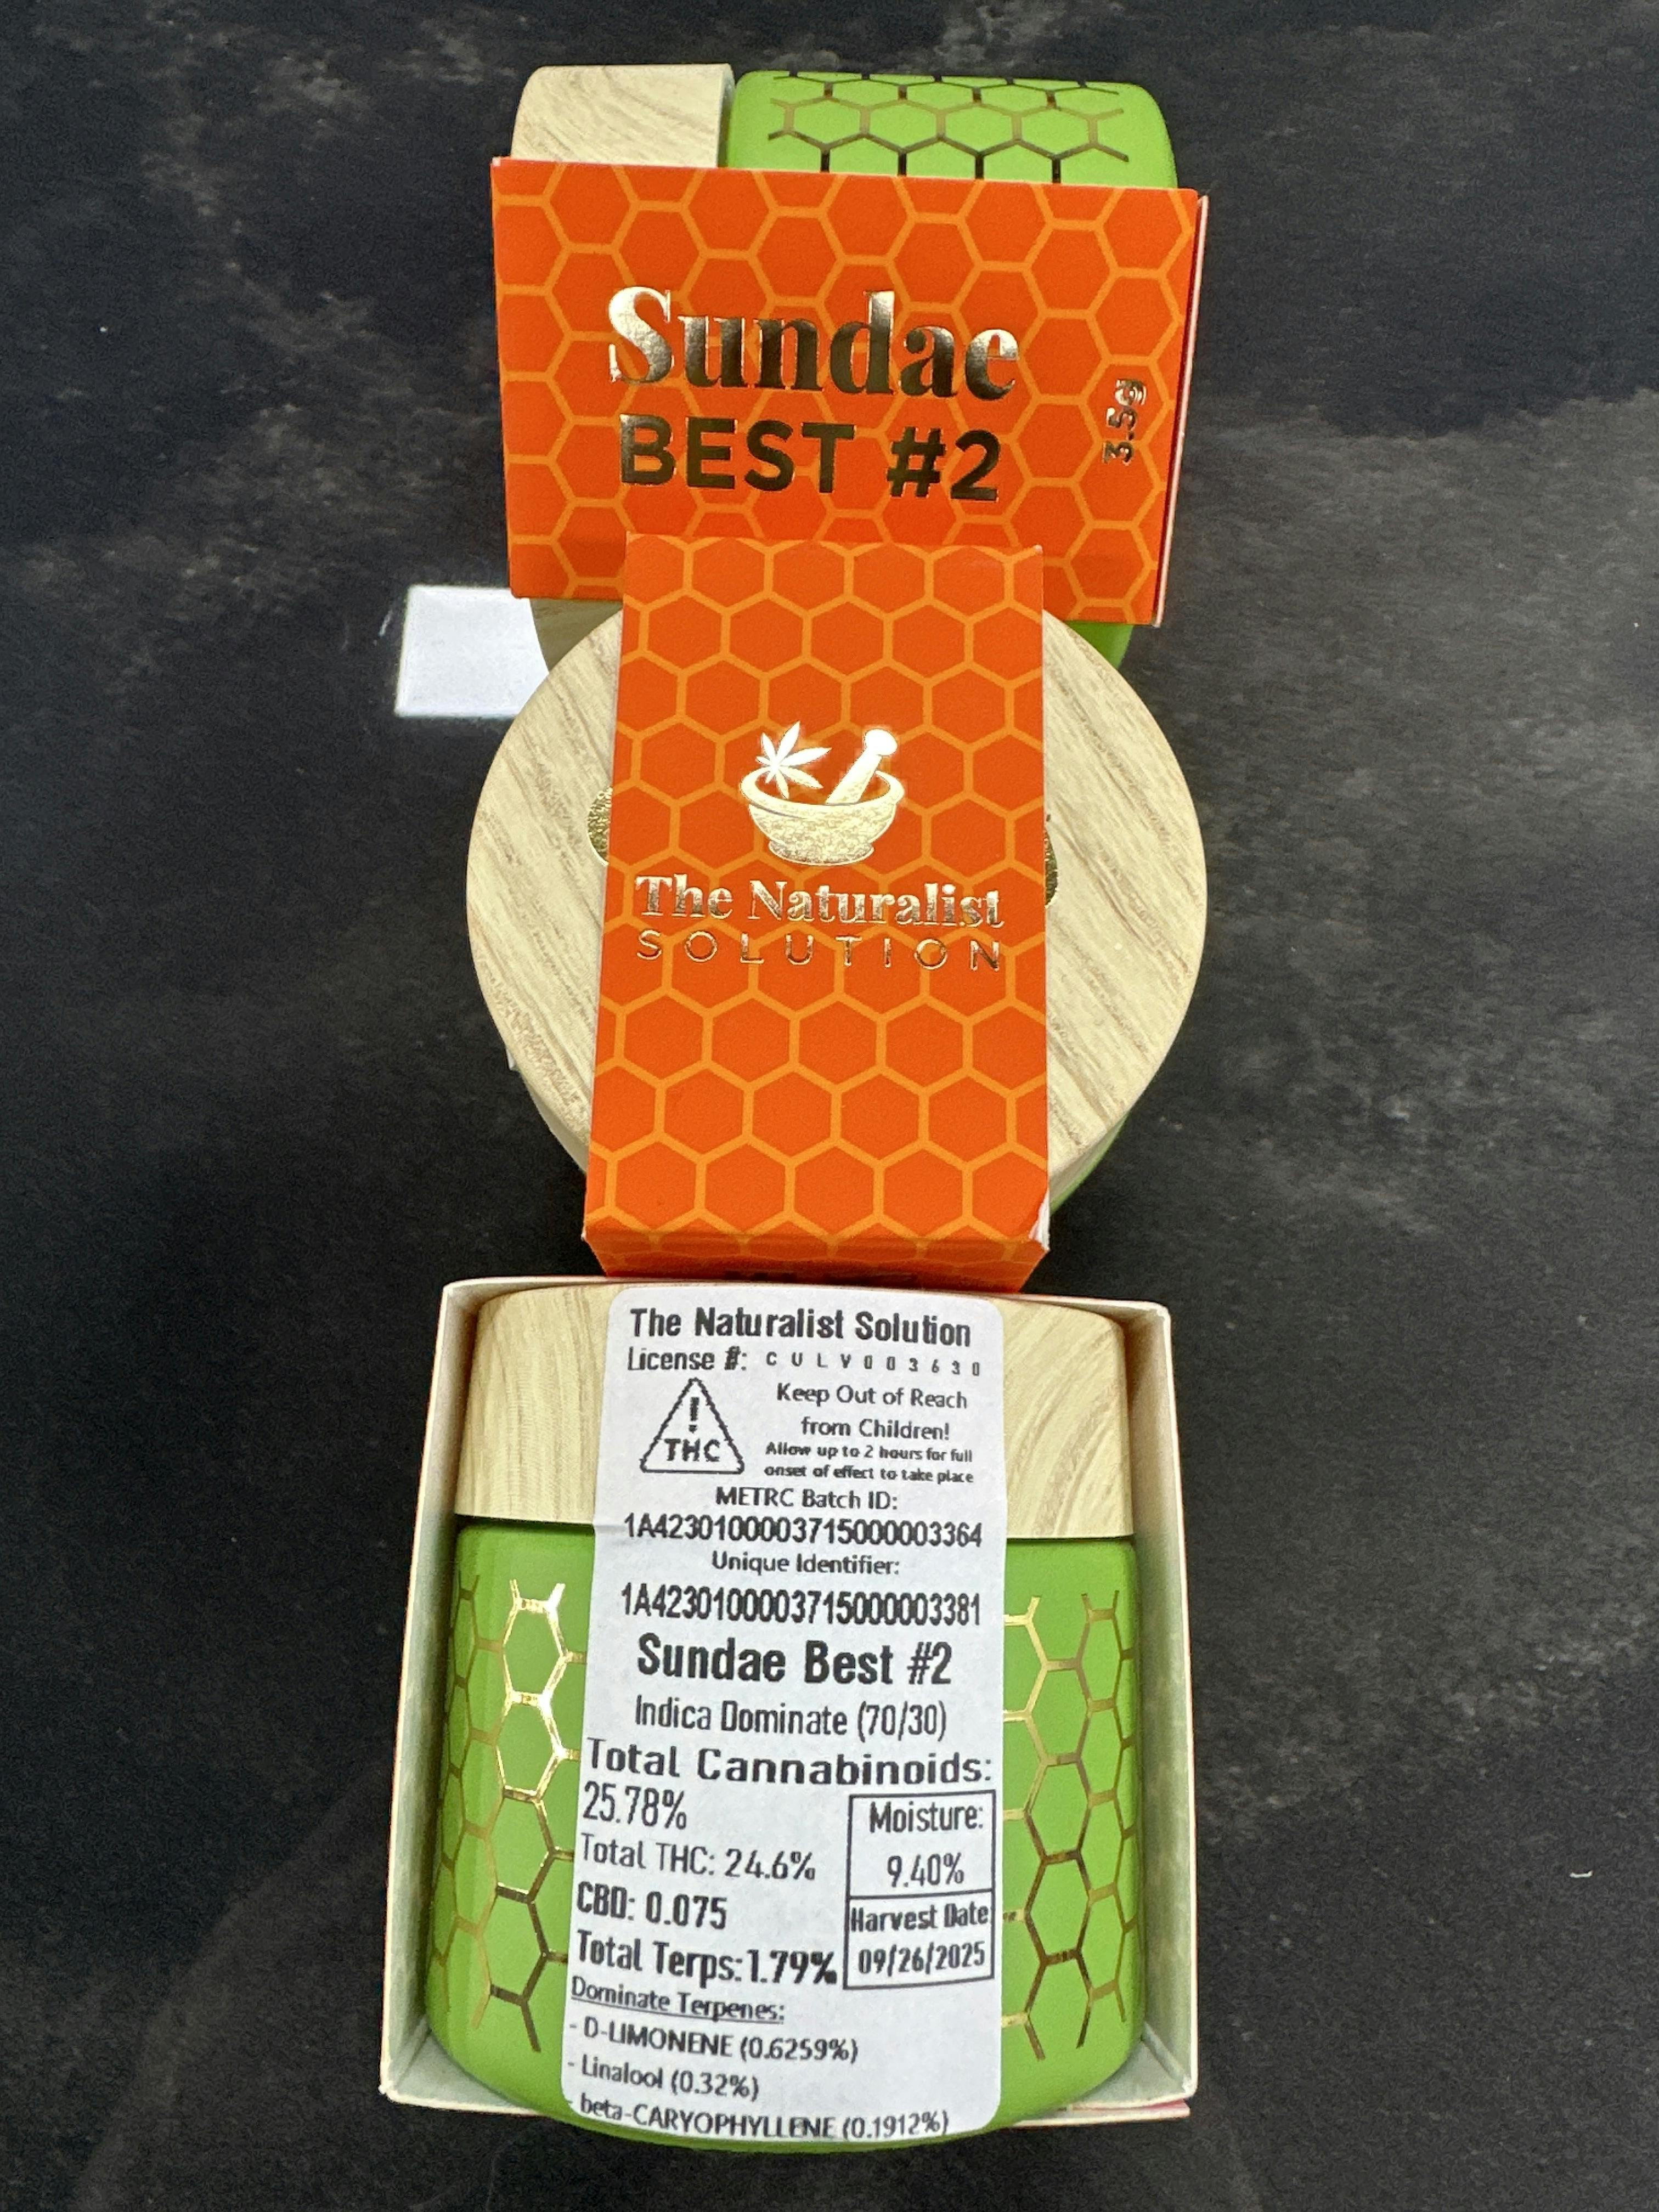 Sundae
BEST #2
3.5g
The Naturalist
SOLUTION
The Naturalist Solution
License #: CULV003630
!
THC
Keep Out of Reach
from Children!
Allow up to 2 hours for full
onset of effect to take place
METRC Batch ID:
1A4230100003715000003364
Unique Identifier:
1A4230100003715000003381
Sundae Best #2
Indica Dominate (70/30)
Total Cannabinoids:
25.78%
Total THC: 24.6%
CBD: 0.075
Total Terps:1.79%
Moisture:
9.40%
Harvest Date
09/26/2025
Dominate Terpenes:
- D-LIMONENE (0.6259%)
- Linalool (0.32%)
- beta-CARYOPHYLLENE (0.1912%)